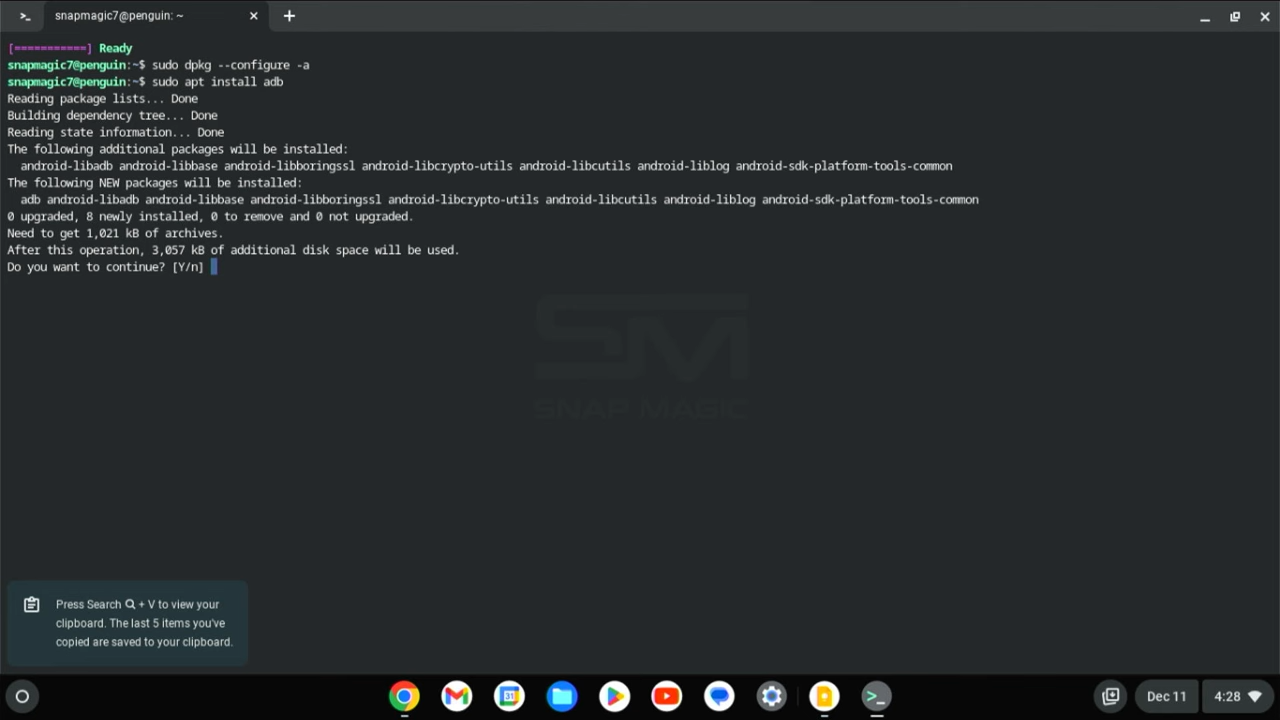 >_ snapmagic7@penguin: ~
[===========] Ready
snapmagic7@penguin:~$ sudo dpkg --configure -a
snapmagic7@penguin:~$ sudo apt install adb
Reading package lists... Done
Building dependency tree... Done
Reading state information... Done
The following additional packages will be installed:
android-libadb android-libbase android-libboringssl android-libcrypto-utils android-libcutils android-liblog android-sdk-platform-tools-common
The following NEW packages will be installed:
adb android-libadb android-libbase android-libboringssl android-libcrypto-utils android-libcutils android-liblog android-sdk-platform-tools-common
0 upgraded, 8 newly installed, 0 to remove and 0 not upgraded.
Need to get 1,021 kB of archives.
After this operation, 3,057 kB of additional disk space will be used.
Do you want to continue? [Y/n]
SM
SNAP MAGIC
Press Search + V to view your
clipboard. The last 5 items you've
copied are saved to your clipboard.
31
>_
Dec 11
4:28